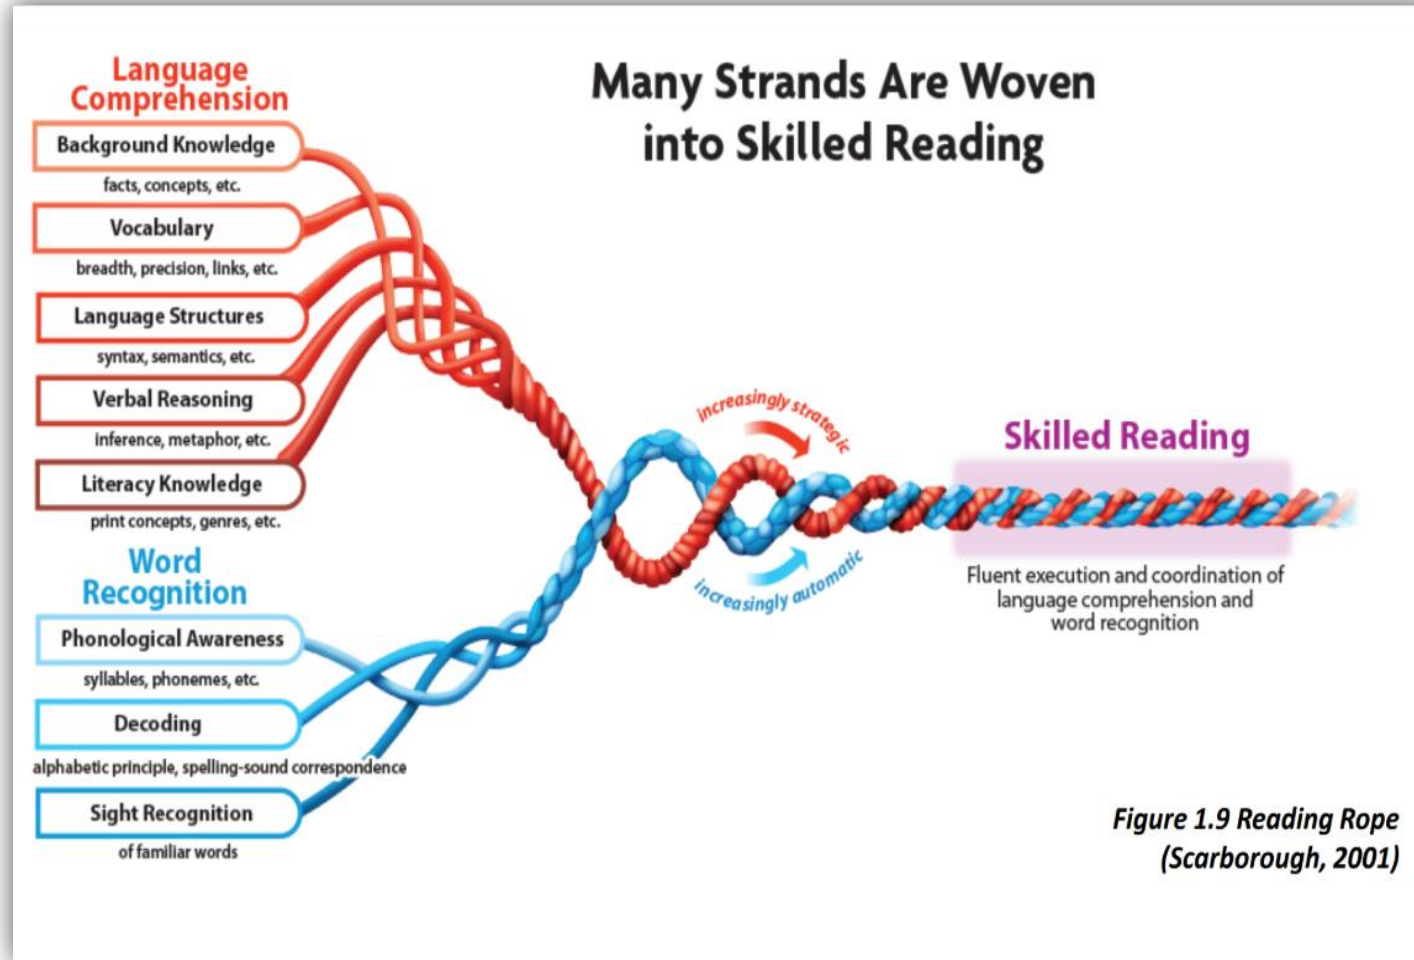 Many Strands Are Woven
into Skilled Reading
Language
Comprehension
Background Knowledge
facts, concepts, etc.
Vocabulary
breadth, precision, links, etc.
Language Structures
syntax, semantics, etc.
Verbal Reasoning
inference, metaphor, etc.
Literacy Knowledge
print concepts, genres, etc.
Word
Recognition
Phonological Awareness
syllables, phonemes, etc.
Decoding
alphabetic principle, spelling-sound correspondence
Sight Recognition
of familiar words
increasingly strategic
increasingly automatic
Skilled Reading
Fluent execution and coordination of
language comprehension and
word recognition
Figure 1.9 Reading Rope
(Scarborough, 2001)